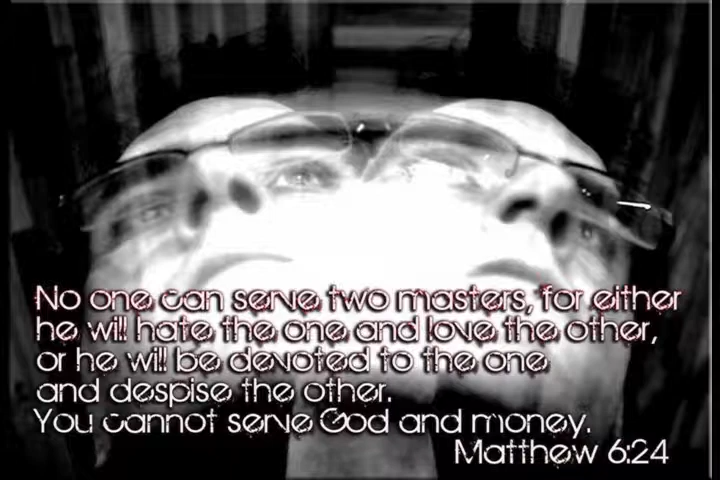 No one can serve two masters, for either
he will hate the one and love the other,
or he will be devoted to the one
and despise the other.
You cannot serve God and money.
Matthew 6:24